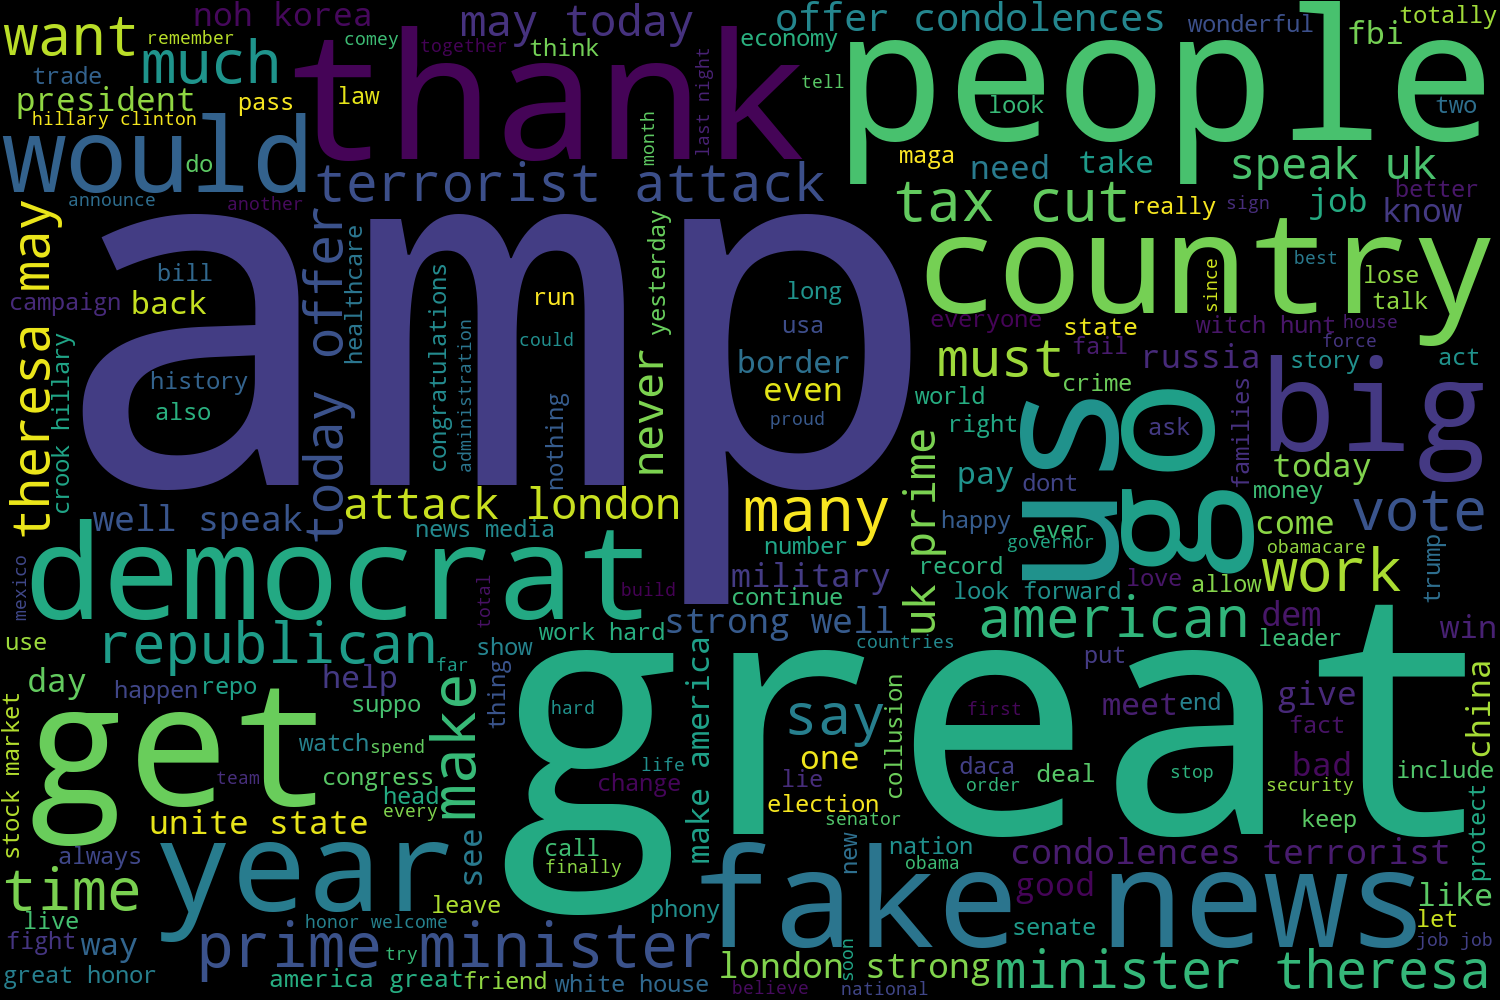 want
remember
noh korea
comey
together
may today
think
offer condolences
wonderful
totally
economy
fbi
trade
much
thank
people
tell
look
two
president
pass
law
last night
hillary clinton
would
do
month
maga
need
take
speak uk
announce
another
terrorist attack
tax cut
really
sign
job
better
know
theresa may
amp
today offer
healthcare
yesterday
country
bill
congratulations
campaign
back
run
long
usa
since
best
lose
talk
everyone
state
witch hunt
house
could
administration
never
border
must
fail
russia
force
story
act
crook hillary
history
also
nothing
even
proud
world
crime
us
go
families
big
right
ask
uk prime
pay
dont
today
money
attack london
many
well speak
news media
happy
ever
governor
come
vote
obamacare
democrat
number
record
work
mexico
total
build
military
continue
look forward
love
allow
trump
strong well
american
dem
leader
win
republican
work hard
countries
use
far
show
make america
put
day
happen
repo
help
suppo
make
thing
great
hard
say
collusion
first
meet
end
give
fact
china
stock market
get
watch
spend
team
congress
head
every
life
change
one
lie
daca
order
deal
stop
bad
include
security
unite state
election
senator
keep
protect
always
year
see
call
finally
new
nation
obama
condolences terrorist
time
live
leave
phony
fake news
good
like
honor welcome
senate
let
fight
way
prime minister
try
job job
great honor
america great
friend
white house
london strong
soon
believe
national
minister theresa